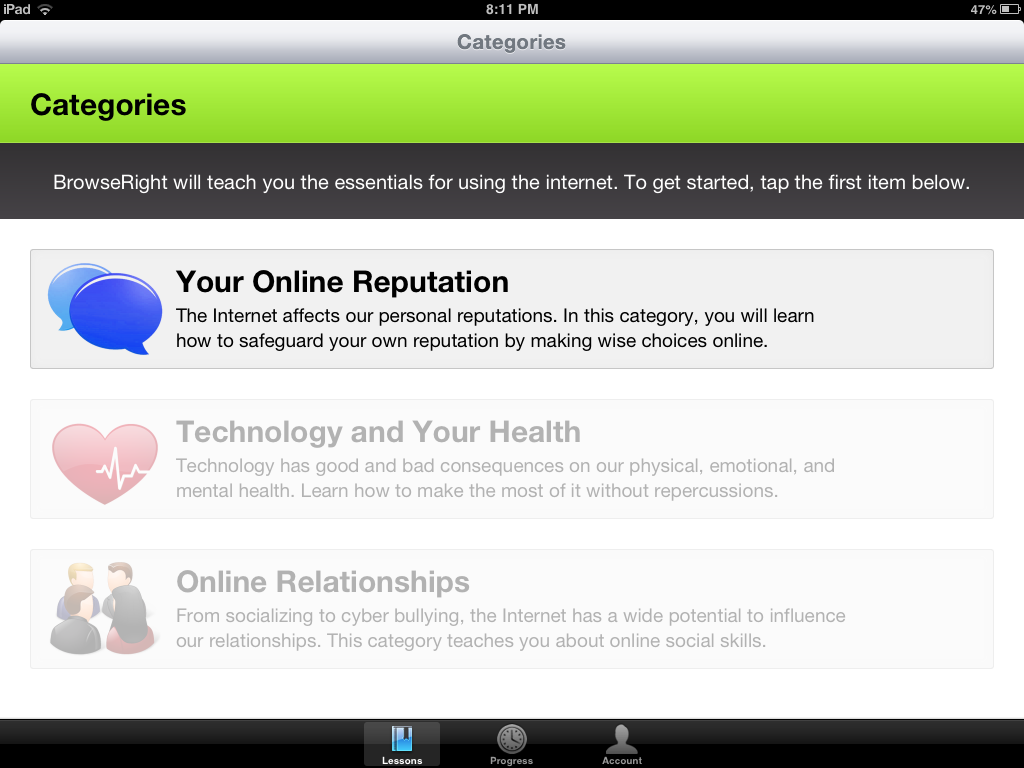 iPad 8:11 PM 47%
Categories
Categories
BrowseRight will teach you the essentials for using the internet. To get started, tap the first item below.
Your Online Reputation
The Internet affects our personal reputations. In this category, you will learn
how to safeguard your own reputation by making wise choices online.
Technology and Your Health
Technology has good and bad consequences on our physical, emotional, and
mental health. Learn how to make the most of it without repercussions.
Online Relationships
From socializing to cyber bullying, the Internet has a wide potential to influence
our relationships. This category teaches you about online social skills.
Lessons Progress Account